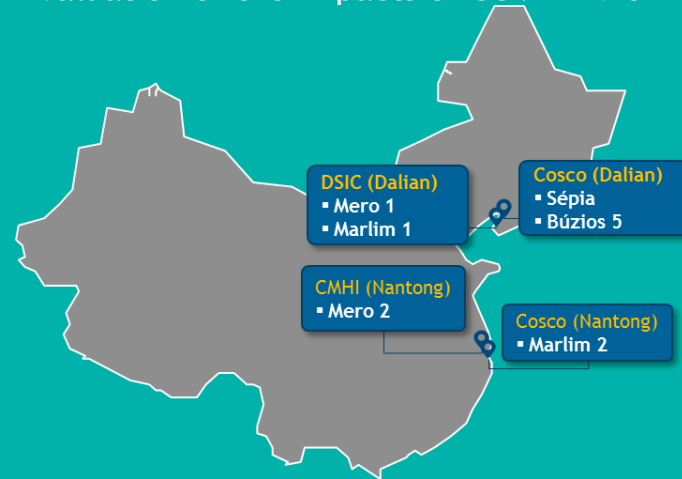 DSIC (Dalian)
▪ Mero 1
▪ Marlim 1
Cosco (Dalian)
▪ Sépia
▪ Búzios 5
CMHI (Nantong)
▪ Mero 2
Cosco (Nantong)
▪ Marlim 2